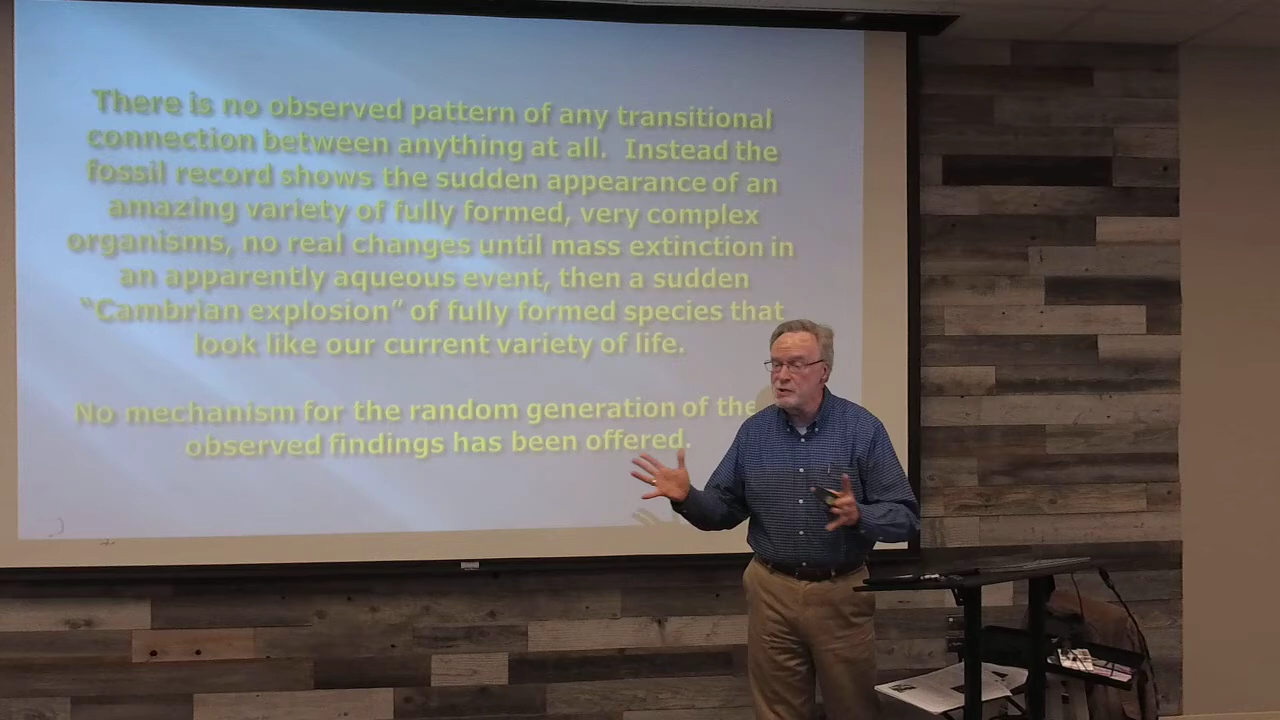 There is no observed pattern of any transitional
connection between anything at all.  Instead the
fossil record shows the sudden appearance of an
amazing variety of fully formed, very complex
organisms, no real changes until mass extinction in
an apparently aqueous event, then a sudden
“Cambrian explosion” of fully formed species that
look like our current variety of life.
No mechanism for the random generation of the
observed findings has been offered.